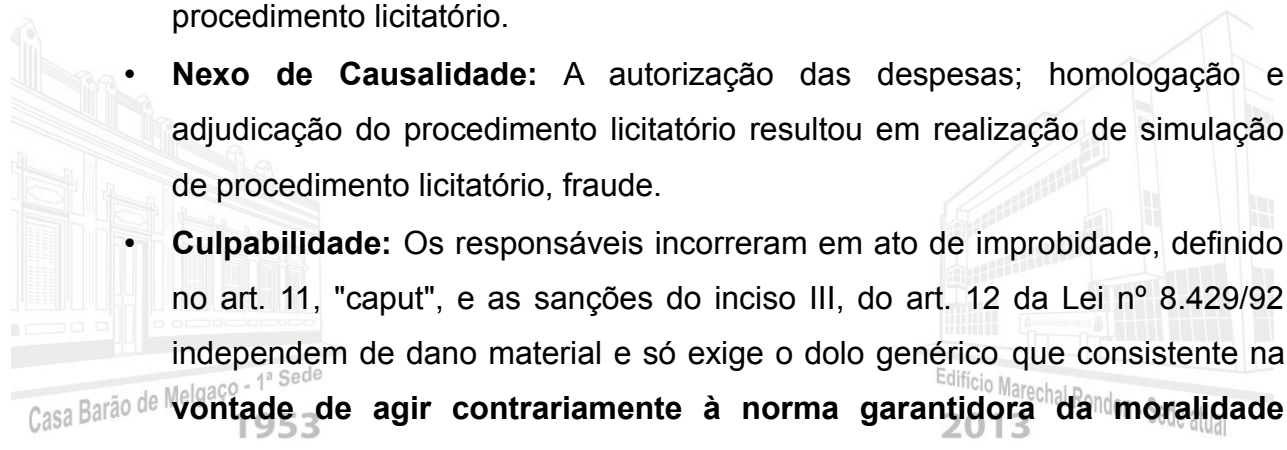 procedimento licitatório.
• Nexo de Causalidade: A autorização das despesas; homologação e
adjudicação do procedimento licitatório resultou em realização de simulação
de procedimento licitatório, fraude.
• Culpabilidade: Os responsáveis incorreram em ato de improbidade, definido
no art. 11, "caput", e as sanções do inciso III, do art. 12 da Lei nº 8.429/92
independem de dano material e só exige o dolo genérico que consistente na
vontade de agir contrariamente à norma garantidora da moralidade
Casa Barão de Melgaço - 1ª Sede
1953
Edifício Marechal Rondon - Sede atual
2013